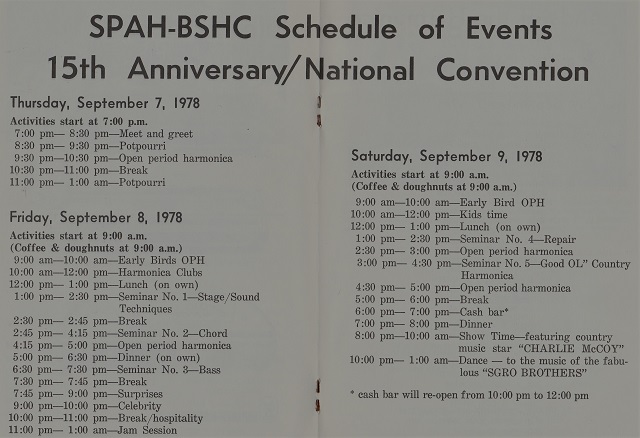 SPAH-BSHC Schedule of Events
15th Anniversary/National Convention
Thursday, September 7, 1978
Activities start at 7:00 p.m.
7:00 pm— 8:30 pm—Meet and greet
8:30 pm— 9:30 pm—Potpourri
9:30 pm—10:30 pm—Open period harmonica
10:30 pm—11:00 pm—Break
11:00 pm— 1:00 am—Potpourri
Friday, September 8, 1978
Activities start at 9:00 am.
(Coffee & doughnuts at 9:00 am.)
9:00 am—10:00 am—Early Birds OPH
10:00 am—12:00 pm—Harmonica Clubs
12:00 pm— 1:00 pm—Lunch (on own)
1:00 pm— 2:30 pm—Seminar No. 1—Stage/Sound
Techniques
2:30 pm— 2:45 pm—Break
2:45 pm— 4:15 pm—Seminar No. 2—Chord
4:15 pm— 5:00 pm—Open period harmonica
5:00 pm— 6:30 pm—Dinner (on own)
6:30 pm— 7:30 pm—Seminar No. 3—Bass
7:30 pm— 7:45 pm—Break
7:45 pm— 9:00 pm—Surprises
9:00 pm—10:00 pm—Celebrity
10:00 pm—11:00 pm—Break/hospitality
11:00 pm— 1:00 am—Jam Session
Saturday, September 9, 1978
Activities start at 9:00 a.m.
(Coffee & doughnuts at 9:00 a.m.)
9:00 am—10:00 am—Early Bird OPH
10:00 am—12:00 pm—Kids time
12:00 pm— 1:00 pm—Lunch (on own)
1:00 pm— 2:30 pm—Seminar No. 4—Repair
2:30 pm— 3:00 pm—Open period harmonica
3:00 pm— 4:30 pm—Seminar No. 5—Good OL" Country
Harmonica
4:30 pm— 5:00 pm—Open period harmonica
5:00 pm— 6:00 pm—Break
6:00 pm— 7:00 pm—Cash bar*
7:00 pm— 8:00 pm—Dinner
8:00 pm—10:00 am—Show Time—featuring country
music star "CHARLIE McCOY"
10:00 pm— 1:00 am—Dance — to the music of the fabu-
lous "SGRO BROTHERS"
* cash bar will re-open from 10:00 pm to 12:00 pm